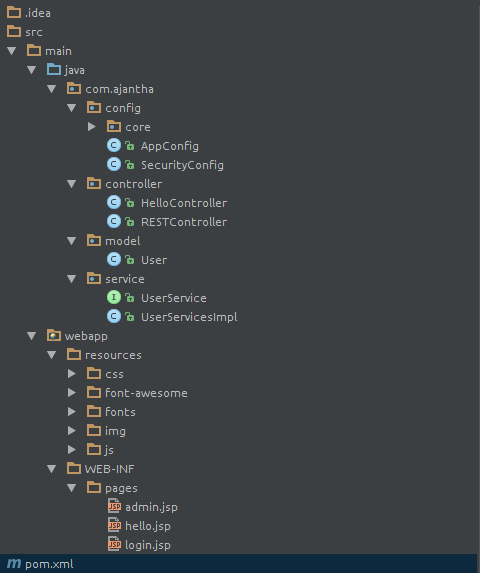 .idea
src
main
java
com.ajantha
config
core
C AppConfig
C SecurityConfig
controller
C HelloController
C RESTController
model
C User
service
I UserService
C UserServicesImpl
webapp
resources
css
font-awesome
fonts
img
js
WEB-INF
pages
JSP admin.jsp
JSP hello.jsp
JSP login.jsp
m pom.xml